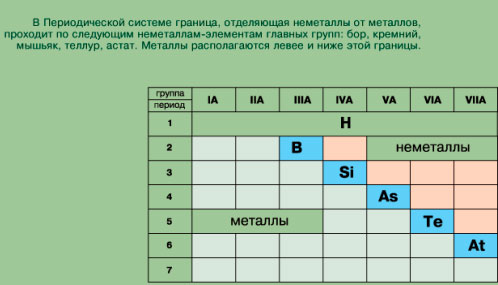 В Периодической системе граница, отделяющая неметаллы от металлов,
проходит по следующим неметаллам-элементам главных групп: бор, кремний,
мышьяк, теллур, астат. Металлы располагаются левее и ниже этой границы.
группа
период IA IIA IIIA IVA VA VIA VIIA
1 H
2 B неметаллы
3 Si
4 As
5 металлы Te
6 At
7